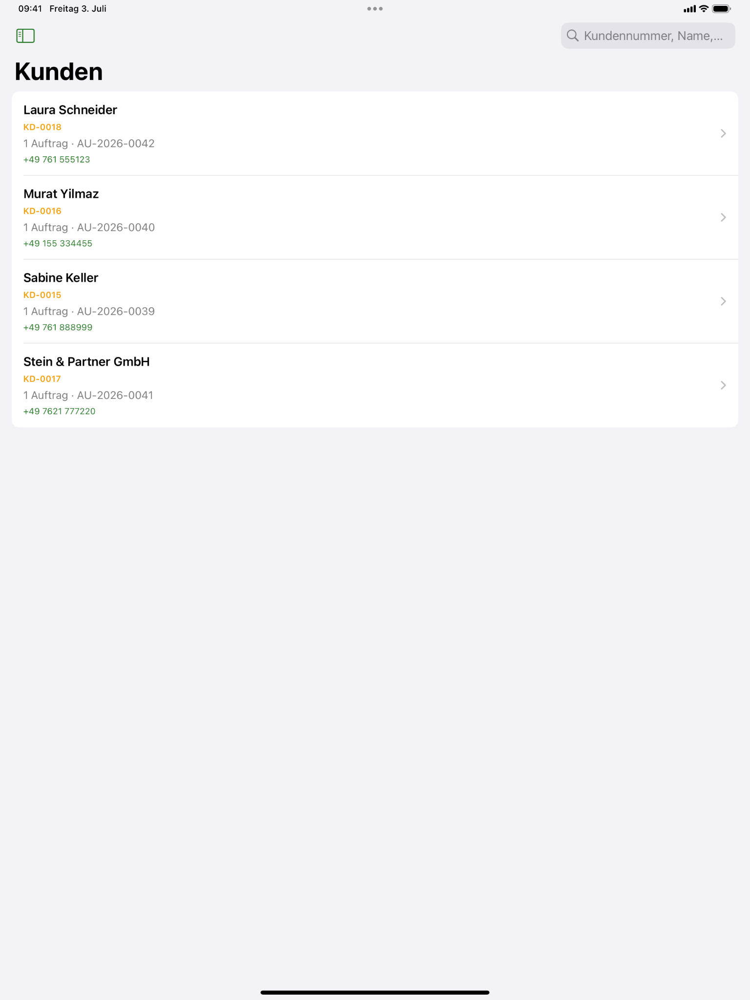 09:41 Freitag 3. Juli
Kundennummer, Name,...
Kunden
Laura Schneider
KD-0018
1 Auftrag · AU-2026-0042
+49 761 555123
Murat Yilmaz
KD-0016
1 Auftrag · AU-2026-0040
+49 155 334455
Sabine Keller
KD-0015
1 Auftrag · AU-2026-0039
+49 761 888999
Stein & Partner GmbH
KD-0017
1 Auftrag · AU-2026-0041
+49 7621 777220